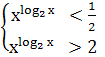 {x^{log₂ x} < 1/2
x^{log₂ x} > 2